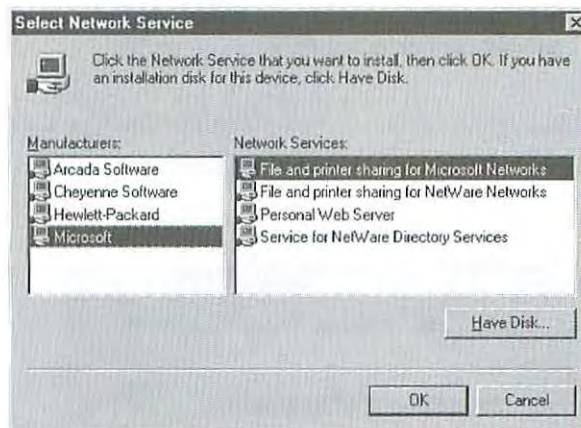 Select Network Service
Click the Network Service that you want to install, then click OK. If you have
an installation disk for this device, click Have Disk.
Manufacturers:
Arcada Software
Cheyenne Software
Hewlett-Packard
Microsoft
Network Services:
File and printer sharing for Microsoft Networks
File and printer sharing for NetWare Networks
Personal Web Server
Service for NetWare Directory Services
Have Disk...
OK
Cancel